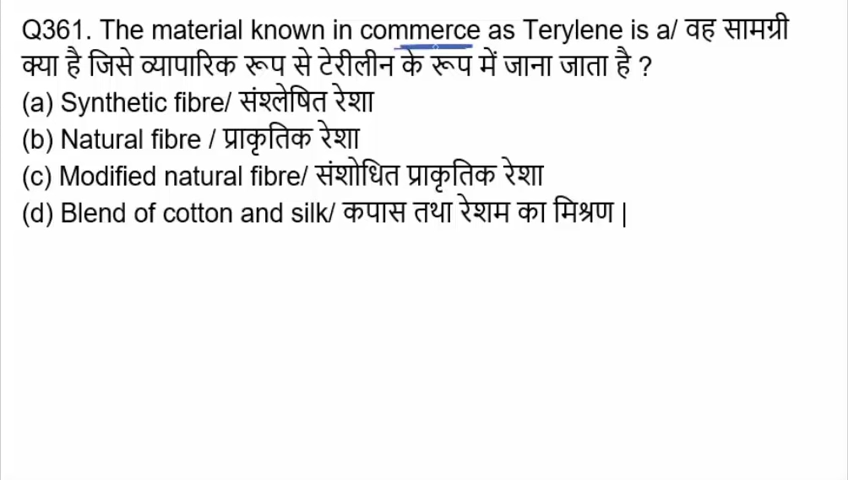 Q361. The material known in commerce as Terylene is a/ वह सामग्री
क्या है जिसे व्यापारिक रूप से टेरीलीन के रूप में जाना जाता है ?
(a) Synthetic fibre/ संश्लेषित रेशा
(b) Natural fibre / प्राकृतिक रेशा
(c) Modified natural fibre/ संशोधित प्राकृतिक रेशा
(d) Blend of cotton and silk/ कपास तथा रेशम का मिश्रण |